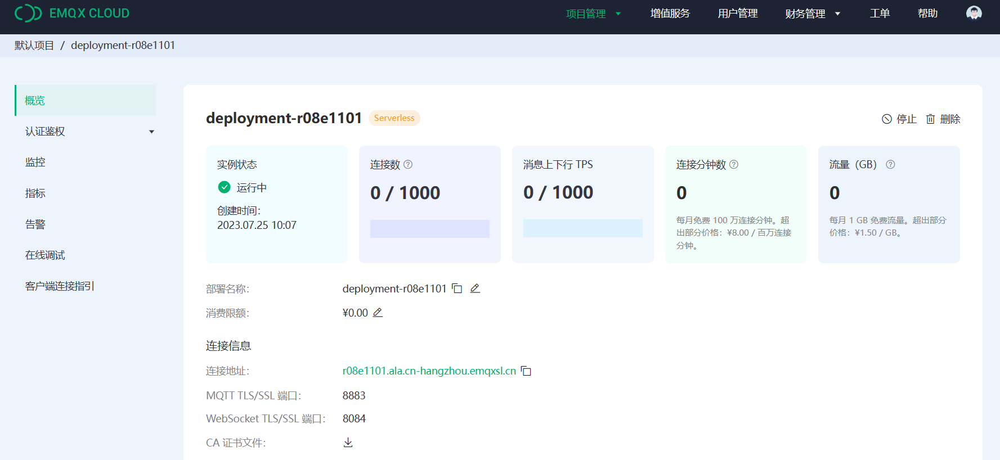 EMQX CLOUD
项目管理 增值服务 用户管理 财务管理 工单 帮助
默认项目 / deployment-r08e1101
概览
认证鉴权
监控
指标
告警
在线调试
客户端连接指引
deployment-r08e1101 Serverless
停止 删除
实例状态
运行中
创建时间：
2023.07.25 10:07
连接数
0 / 1000
消息上下行 TPS
0 / 1000
连接分钟数
0
每月免费 100 万连接分钟。超
出部分价格：¥8.00 / 百万连接
分钟。
流量（GB）
0
每月 1 GB 免费流量。超出部分
价格：¥1.50 / GB。
部署名称： deployment-r08e1101
消费限额： ¥0.00
连接信息
连接地址： r08e1101.ala.cn-hangzhou.emqxsl.cn
MQTT TLS/SSL 端口： 8883
WebSocket TLS/SSL 端口： 8084
CA 证书文件：